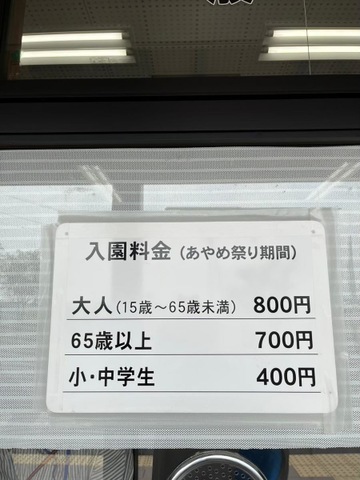 入園料金(あやめ祭り期間)
大人(15歳～65歳未満) 800円
65歳以上 700円
小・中学生 400円